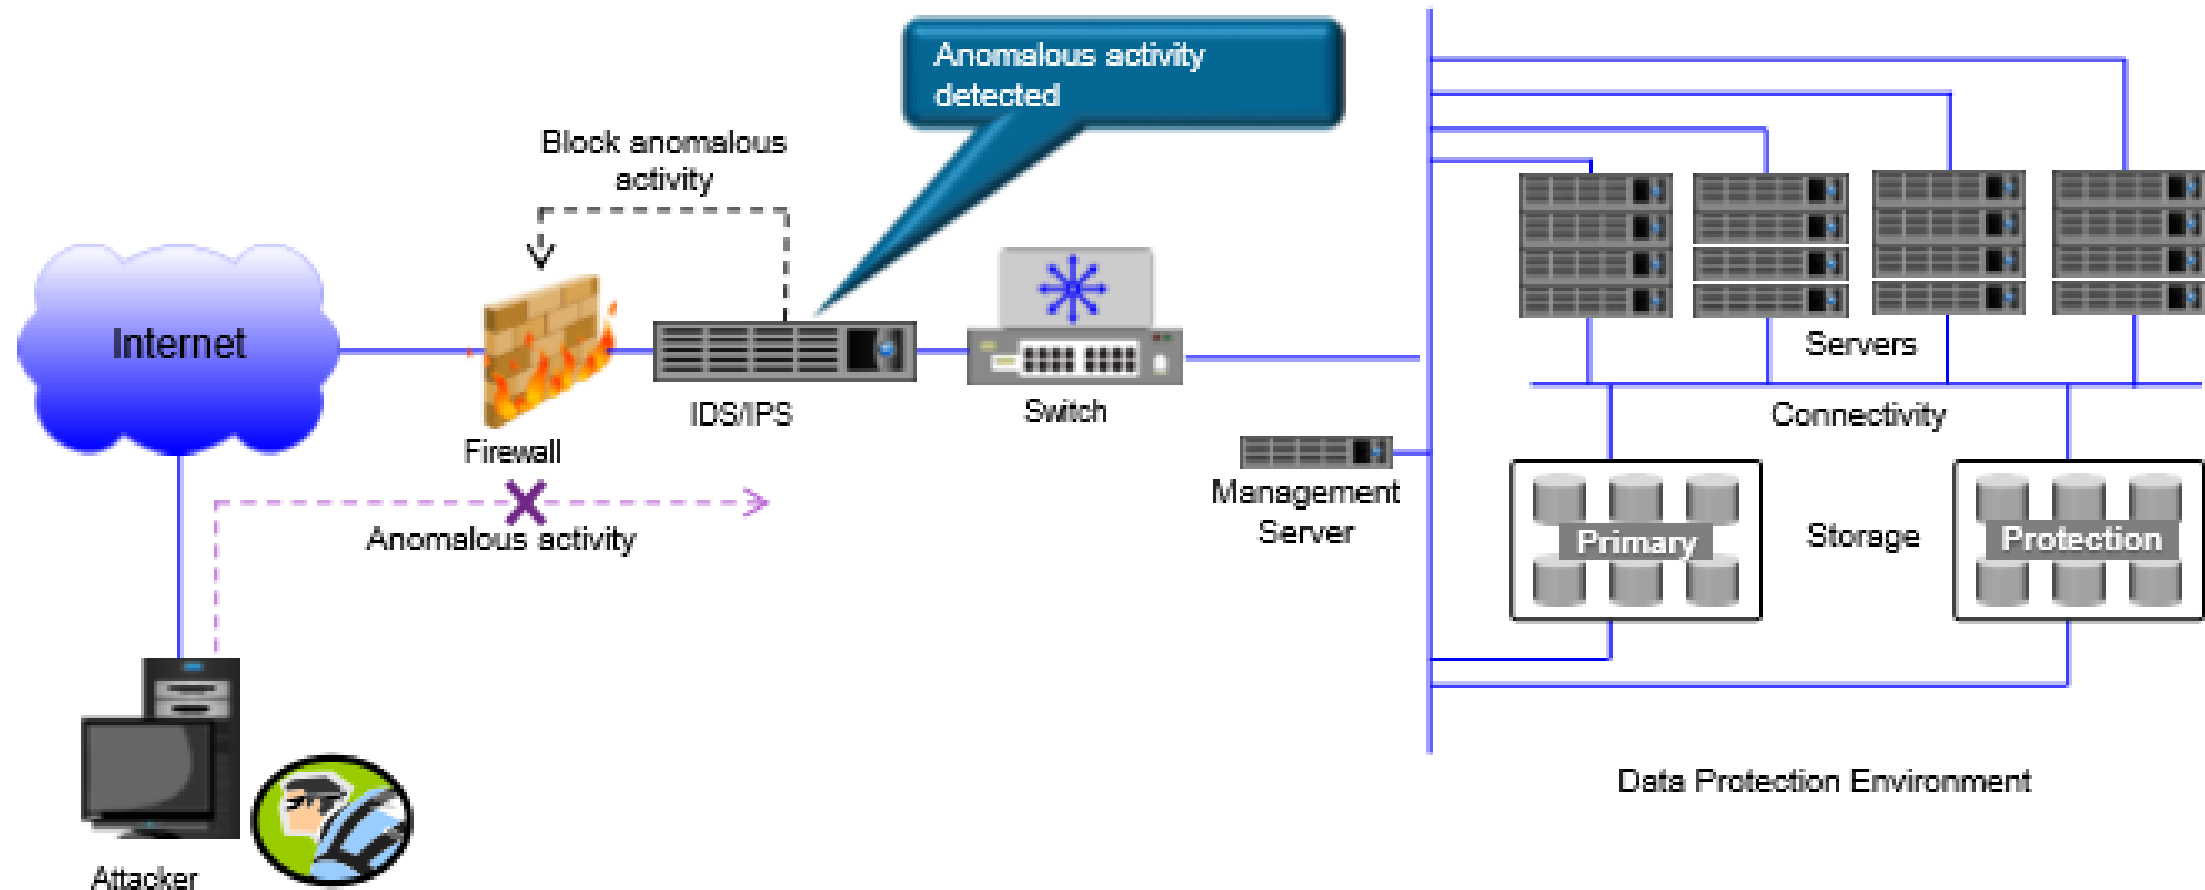 Anomalous activity
detected
Block anomalous
activity
Internet
Firewall
IDS/IPS
Switch
Servers
Connectivity
Anomalous activity
Management
Server
Primary
Storage
Protection
Data Protection Environment
Attacker